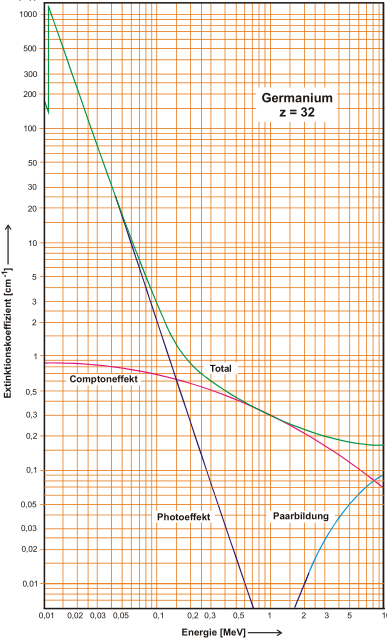 1000
500
300
200
100
50
30
20
10
5
3
2
1
0,5
0,3
0,2
0,1
0,05
0,03
0,02
0,01
Extinktionskoeffizient [cm⁻¹]
Germanium
z = 32
Total
Comptoneffekt
Photoeffekt
Paarbildung
0,01 0,02 0,03 0,05 0,1 0,2 0,3 0,5 1 2 3 5
Energie [MeV]